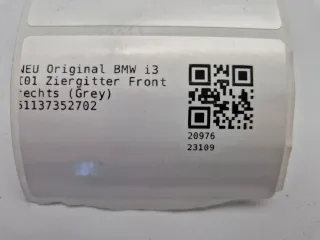 NEU Original BMW i3
I01 Ziergitter Front
rechts (Grey)
51137352702
20976
23109